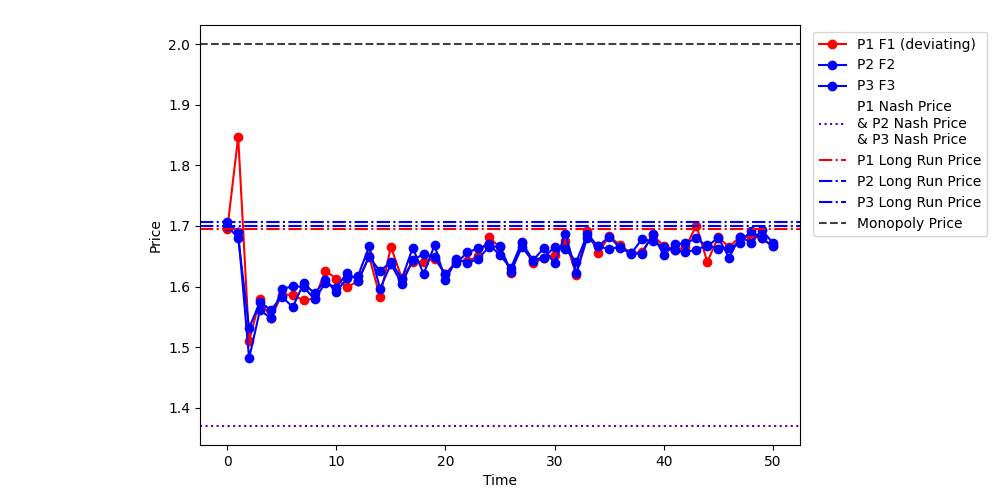 2.0
1.9
1.8
1.7
1.6
1.5
1.4
Price
0
10
20
30
40
50
Time
P1 F1 (deviating)
P2 F2
P3 F3
P1 Nash Price
& P2 Nash Price
& P3 Nash Price
P1 Long Run Price
P2 Long Run Price
P3 Long Run Price
Monopoly Price